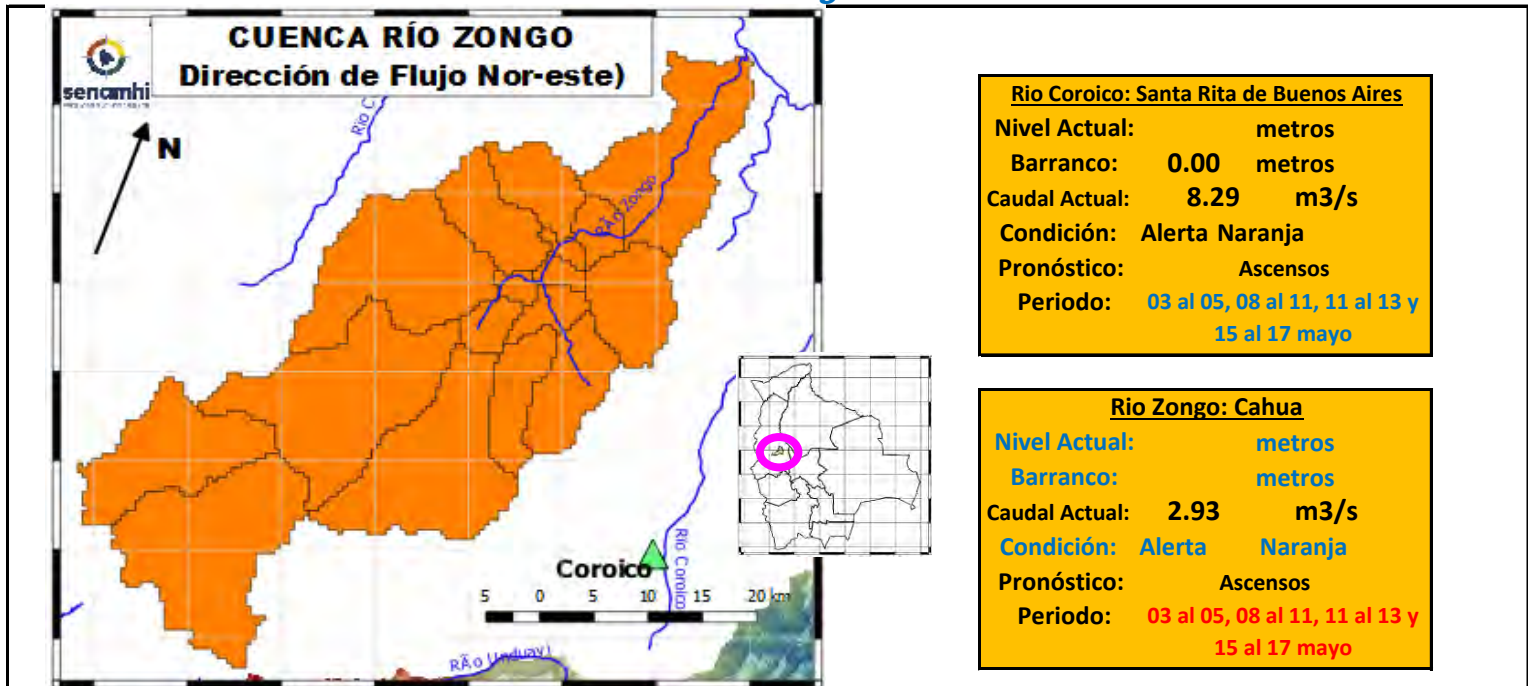 CUENCA RÍO ZONGO
Dirección de Flujo Nor-este)
senamhi
N
Río C
RÃo Zongo
Coroico
Río Coroico
5 0 5 10 15 20 km
RÃo Unduavi
Rio Coroico: Santa Rita de Buenos Aires
Nivel Actual: metros
Barranco: 0.00 metros
Caudal Actual: 8.29 m3/s
Condición: Alerta Naranja
Pronóstico: Ascensos
Periodo: 03 al 05, 08 al 11, 11 al 13 y
15 al 17 mayo
Rio Zongo: Cahua
Nivel Actual: metros
Barranco: metros
Caudal Actual: 2.93 m3/s
Condición: Alerta Naranja
Pronóstico: Ascensos
Periodo: 03 al 05, 08 al 11, 11 al 13 y
15 al 17 mayo